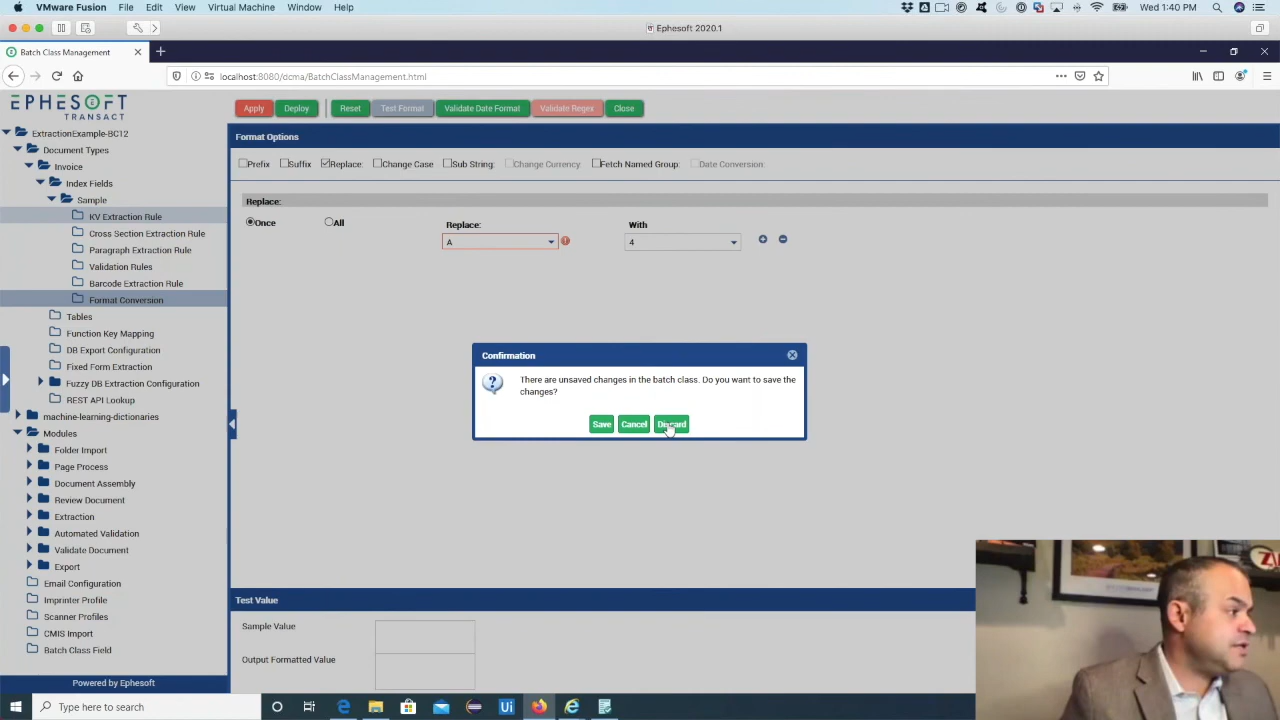 VMware Fusion File Edit View Virtual Machine Window Help Wed 1:40 PM
Ephesoft 2020.1
Batch Class Management
localhost:8080/dcma/BatchClassManagement.html
EPHESOFT
TRANSACT
Apply Deploy Reset Test Format Validate Date Format Validate Regex Close
ExtractionExample-BC12
Document Types
Invoice
Index Fields
Sample
KV Extraction Rule
Cross Section Extraction Rule
Paragraph Extraction Rule
Validation Rules
Barcode Extraction Rule
Format Conversion
Tables
Function Key Mapping
DB Export Configuration
Fixed Form Extraction
Fuzzy DB Extraction Configuration
REST API Lookup
machine-learning-dictionaries
Modules
Folder Import
Page Process
Document Assembly
Review Document
Extraction
Automated Validation
Validate Document
Export
Email Configuration
Imprinter Profile
Scanner Profiles
CMIS Import
Batch Class Field
Powered by Ephesoft
Format Options
Prefix Suffix Replace: Change Case Sub String: Change Currency Fetch Named Group: Date Conversion:
Replace:
Once All Replace: With
A 4
Confirmation
There are unsaved changes in the batch class. Do you want to save the
changes?
Save Cancel Discard
Test Value
Sample Value
Output Formatted Value
Type here to search
Ui